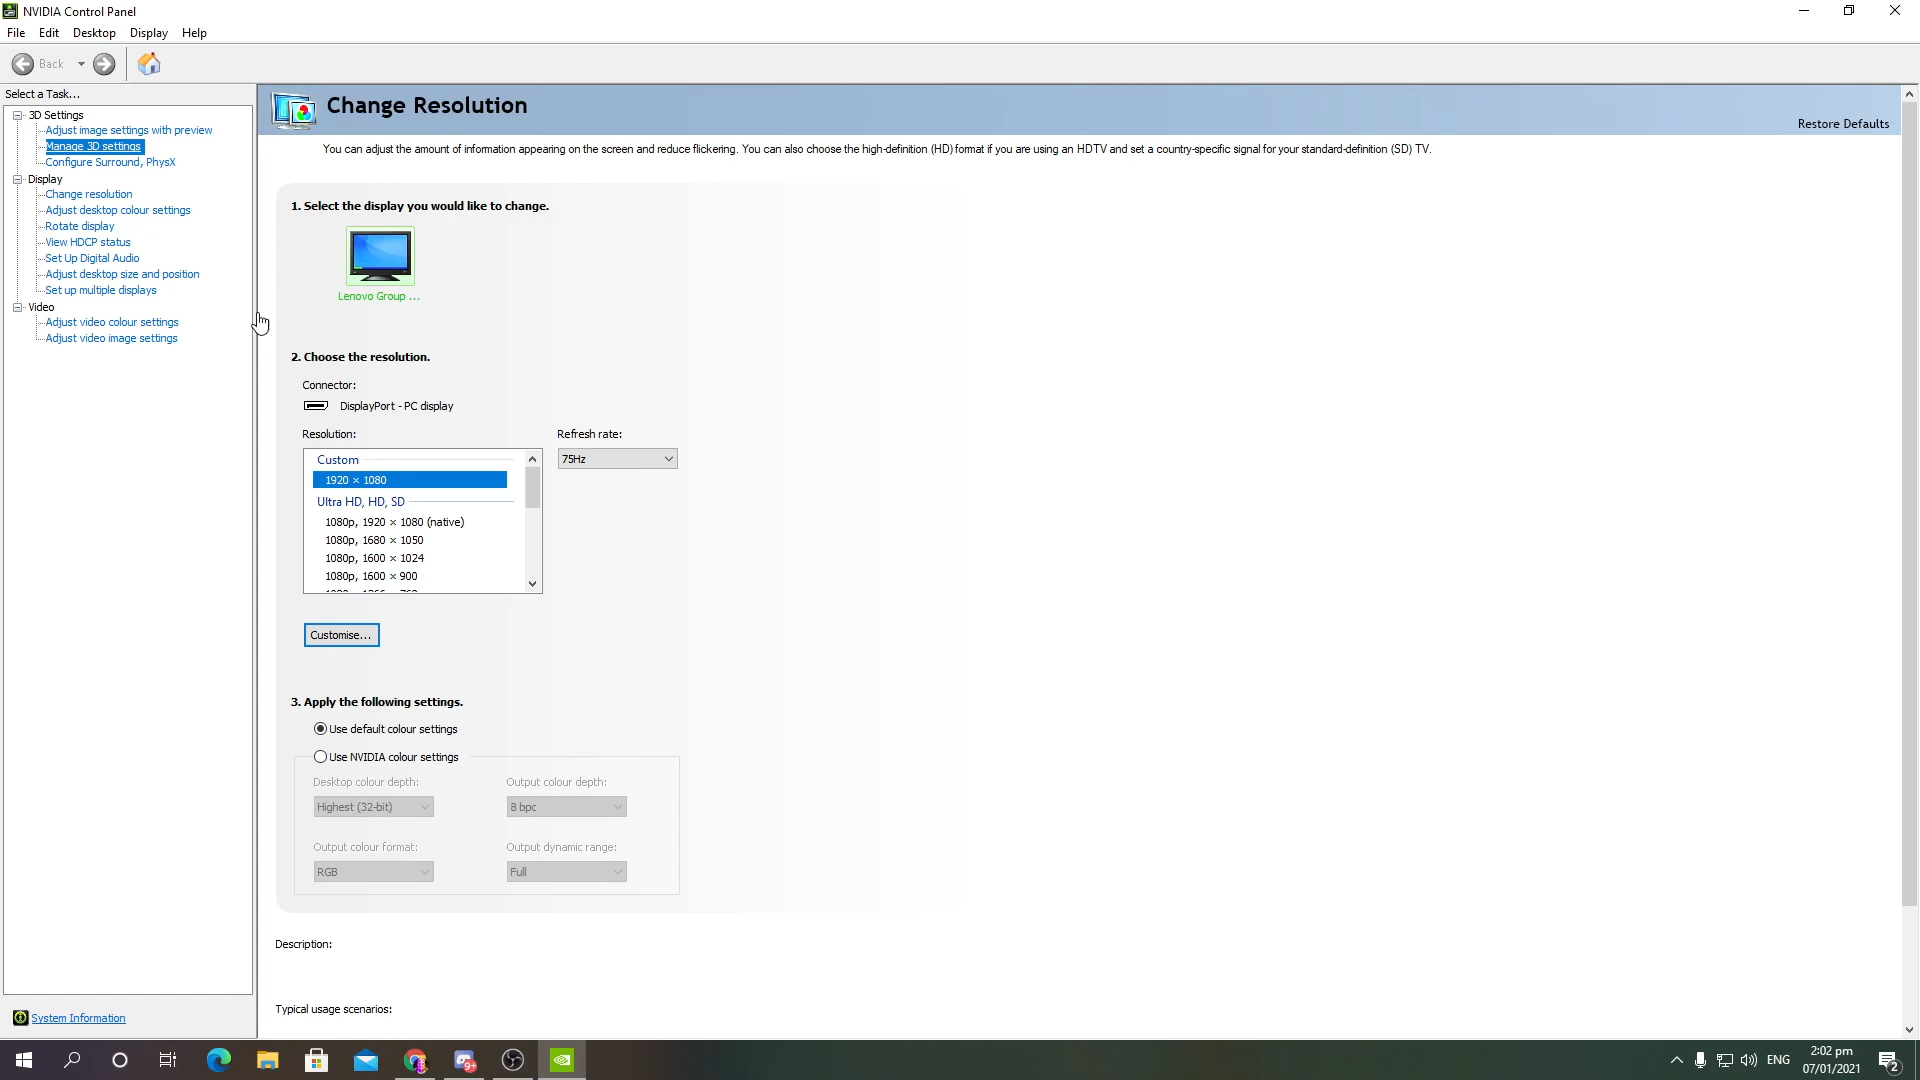 NVIDIA Control Panel
File Edit Desktop Display Help
Back
Select a Task...
3D Settings
Adjust image settings with preview
Manage 3D settings
Configure Surround, PhysX
Display
Change resolution
Adjust desktop colour settings
Rotate display
View HDCP status
Set Up Digital Audio
Adjust desktop size and position
Set up multiple displays
Video
Adjust video colour settings
Adjust video image settings
System Information
Change Resolution
Restore Defaults
You can adjust the amount of information appearing on the screen and reduce flickering. You can also choose the high-definition (HD) format if you are using an HDTV and set a country-specific signal for your standard-definition (SD) TV.
1. Select the display you would like to change.
Lenovo Group ...
2. Choose the resolution.
Connector:
DisplayPort - PC display
Resolution:
Refresh rate:
Custom
75Hz
1920 × 1080
Ultra HD, HD, SD
1080p, 1920 × 1080 (native)
1080p, 1680 × 1050
1080p, 1600 × 1024
1080p, 1600 × 900
Customise...
3. Apply the following settings.
Use default colour settings
Use NVIDIA colour settings
Desktop colour depth:
Output colour depth:
Highest (32-bit)
8 bpc
Output colour format:
Output dynamic range:
RGB
Full
Description:
Typical usage scenarios:
9+
ENG
2:02 pm
07/01/2021
2